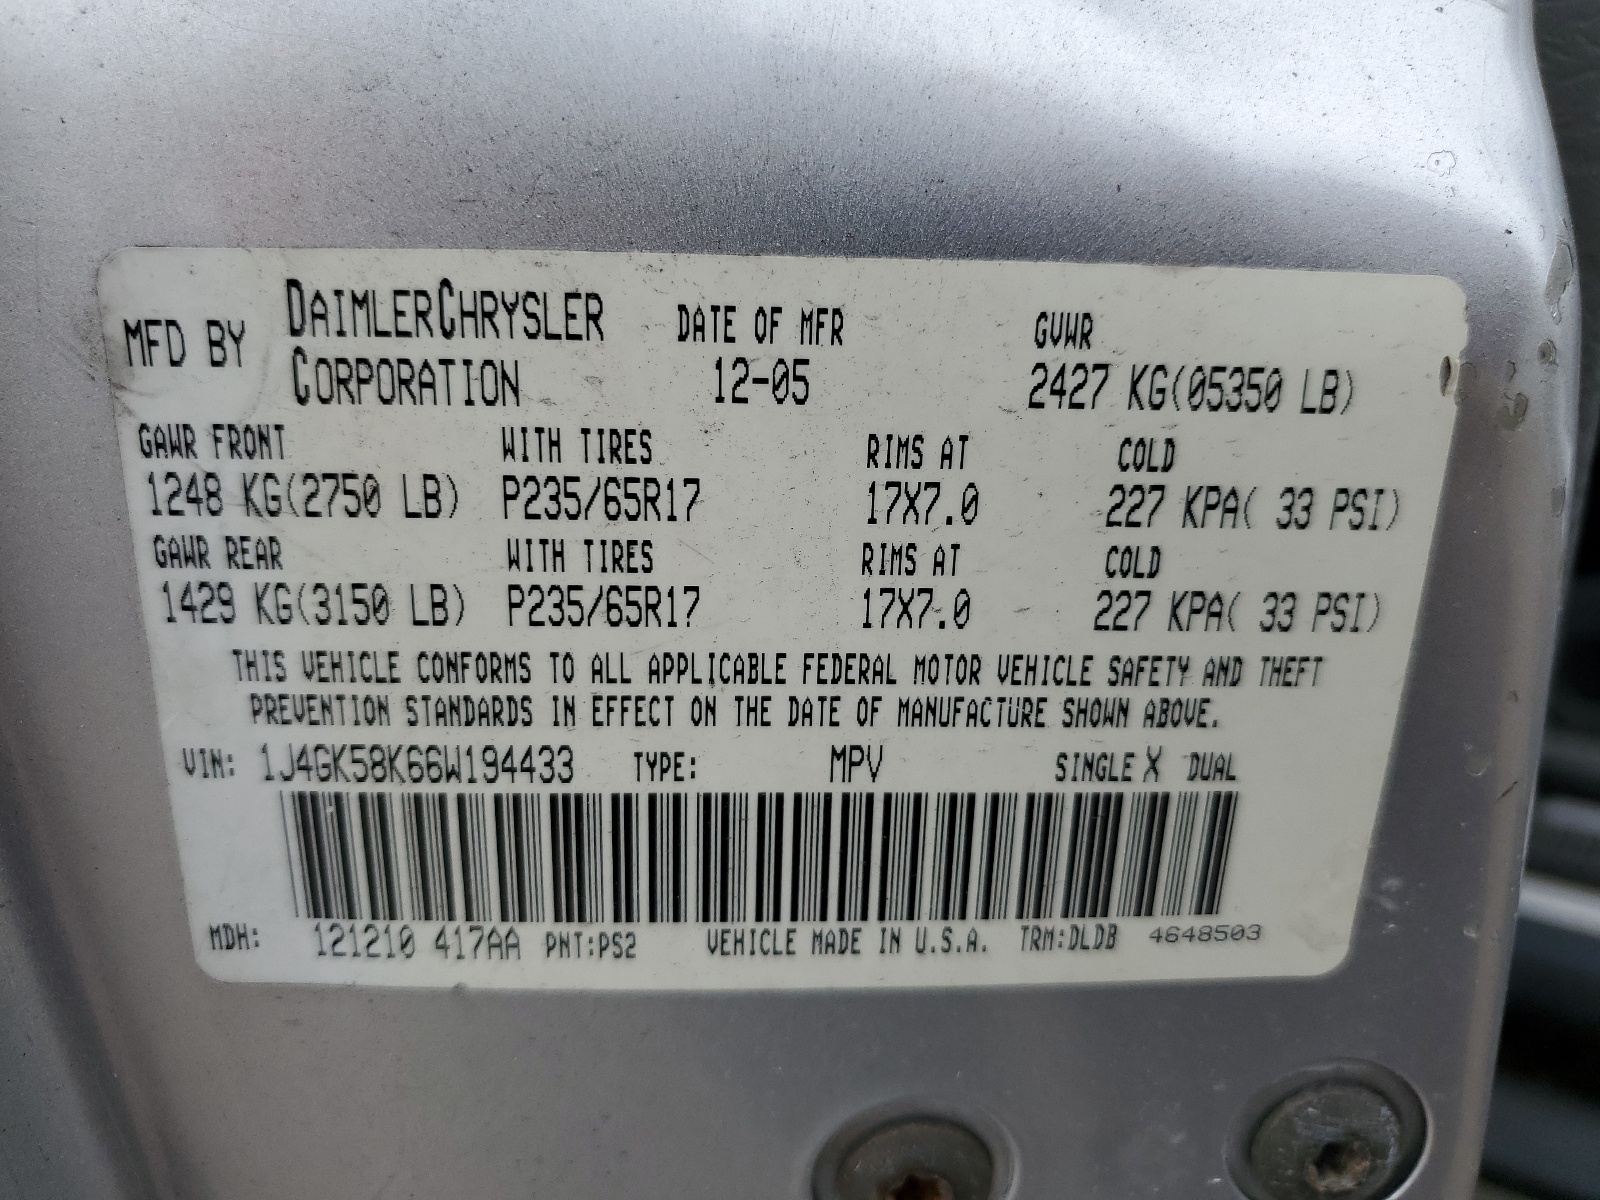 MFD BY DAIMLERCHRYSLER CORPORATION DATE OF MFR 12-05 GVWR 2427 KG(05350 LB)
GAWR FRONT WITH TIRES RIMS AT COLD
1248 KG(2750 LB) P235/65R17 17X7.0 227 KPA( 33 PSI)
GAWR REAR WITH TIRES RIMS AT COLD
1429 KG(3150 LB) P235/65R17 17X7.0 227 KPA( 33 PSI)
THIS VEHICLE CONFORMS TO ALL APPLICABLE FEDERAL MOTOR VEHICLE SAFETY AND THEFT
PREVENTION STANDARDS IN EFFECT ON THE DATE OF MANUFACTURE SHOWN ABOVE.
VIN: 1J4GK58K66W194433 TYPE: MPV SINGLE X DUAL
MDH: 121210 417AA PNT:PS2 VEHICLE MADE IN U.S.A. TRM:DLDB 4648503